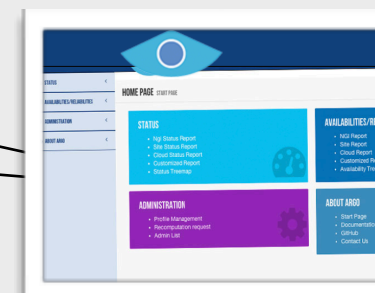 STATUS
AVAILABILITIES/RELIABILITIES
ADMINISTRATION
ABOUT ARGO
HOME PAGE START PAGE
STATUS
• Ngi Status Report
• Site Status Report
• Cloud Status Report
• Customized Report
• Status Treemap
AVAILABILITIES/R
• NGI Report
• Site Report
• Cloud Report
• Customized R
• Availability Tre
ADMINISTRATION
• Profile Management
• Recomputation request
• Admin List
ABOUT ARGO
• Start Page
• Documentatio
• GitHub
• Contact Us